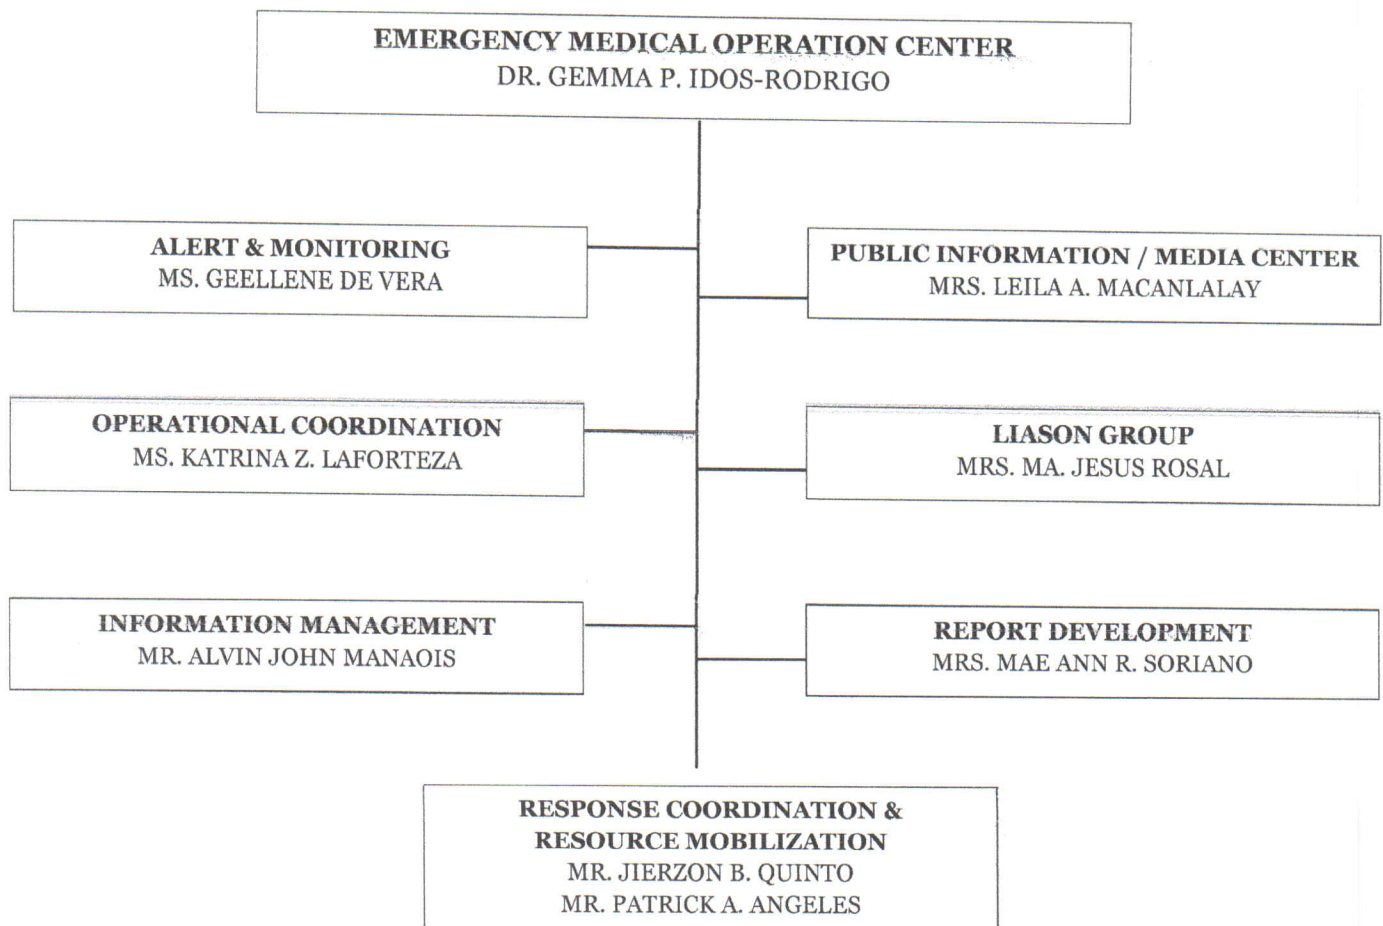 EMERGENCY MEDICAL OPERATION CENTER
DR. GEMMA P. IDOS-RODRIGO
ALERT & MONITORING
MS. GEELLENE DE VERA
PUBLIC INFORMATION / MEDIA CENTER
MRS. LEILA A. MACANLALAY
OPERATIONAL COORDINATION
MS. KATRINA Z. LAFORTEZA
LIASON GROUP
MRS. MA. JESUS ROSAL
INFORMATION MANAGEMENT
MR. ALVIN JOHN MANAOIS
REPORT DEVELOPMENT
MRS. MAE ANN R. SORIANO
RESPONSE COORDINATION &
RESOURCE MOBILIZATION
MR. JIERZON B. QUINTO
MR. PATRICK A. ANGELES